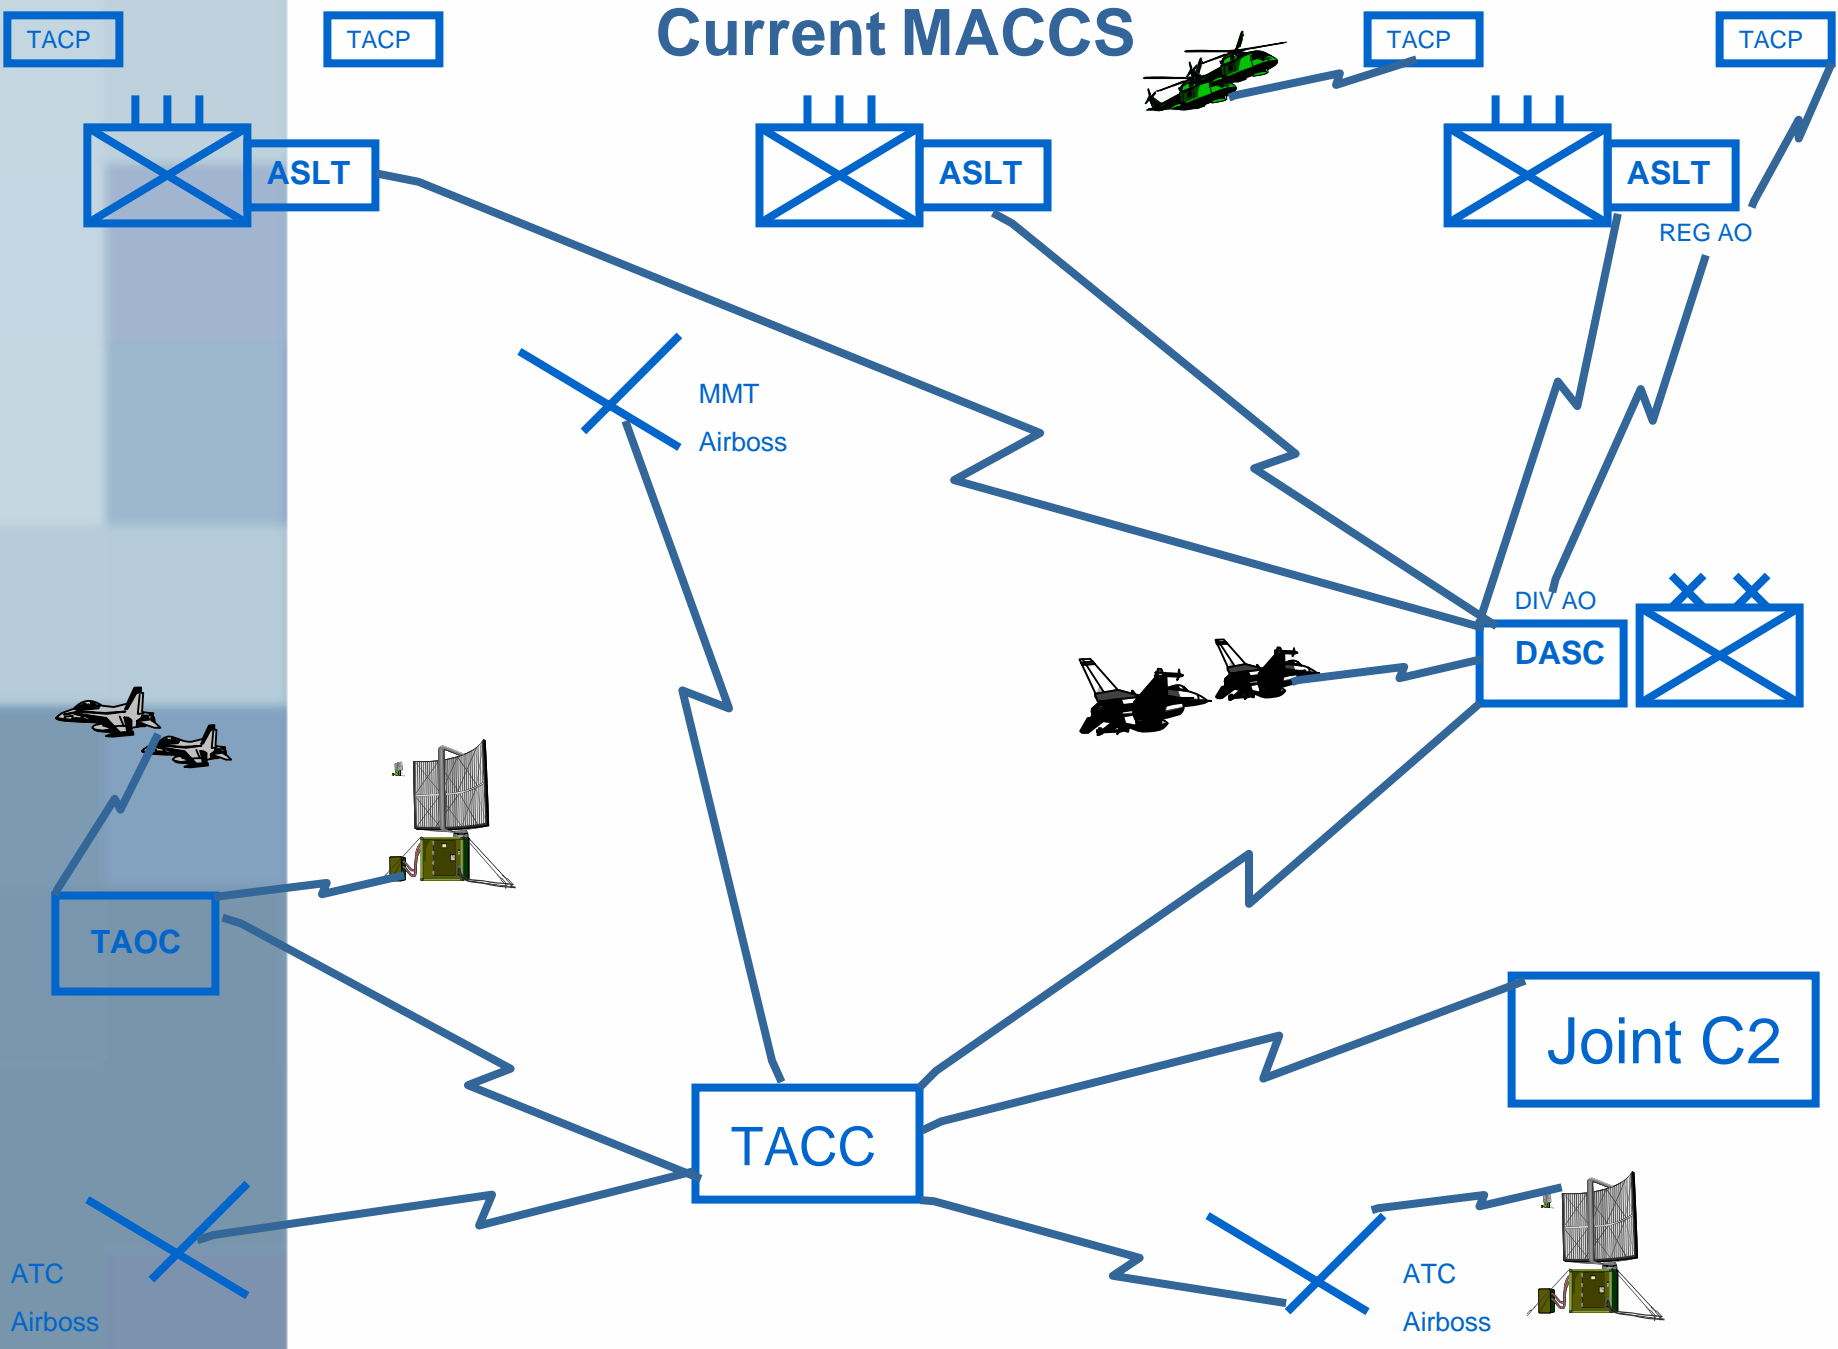 Current MACCS
TACP
TACP
TACP
TACP
ASLT
ASLT
ASLT
REG AO
MMT
Airboss
DIV AO
DASC
TAOC
Joint C2
TACC
ATC
Airboss
ATC
Airboss